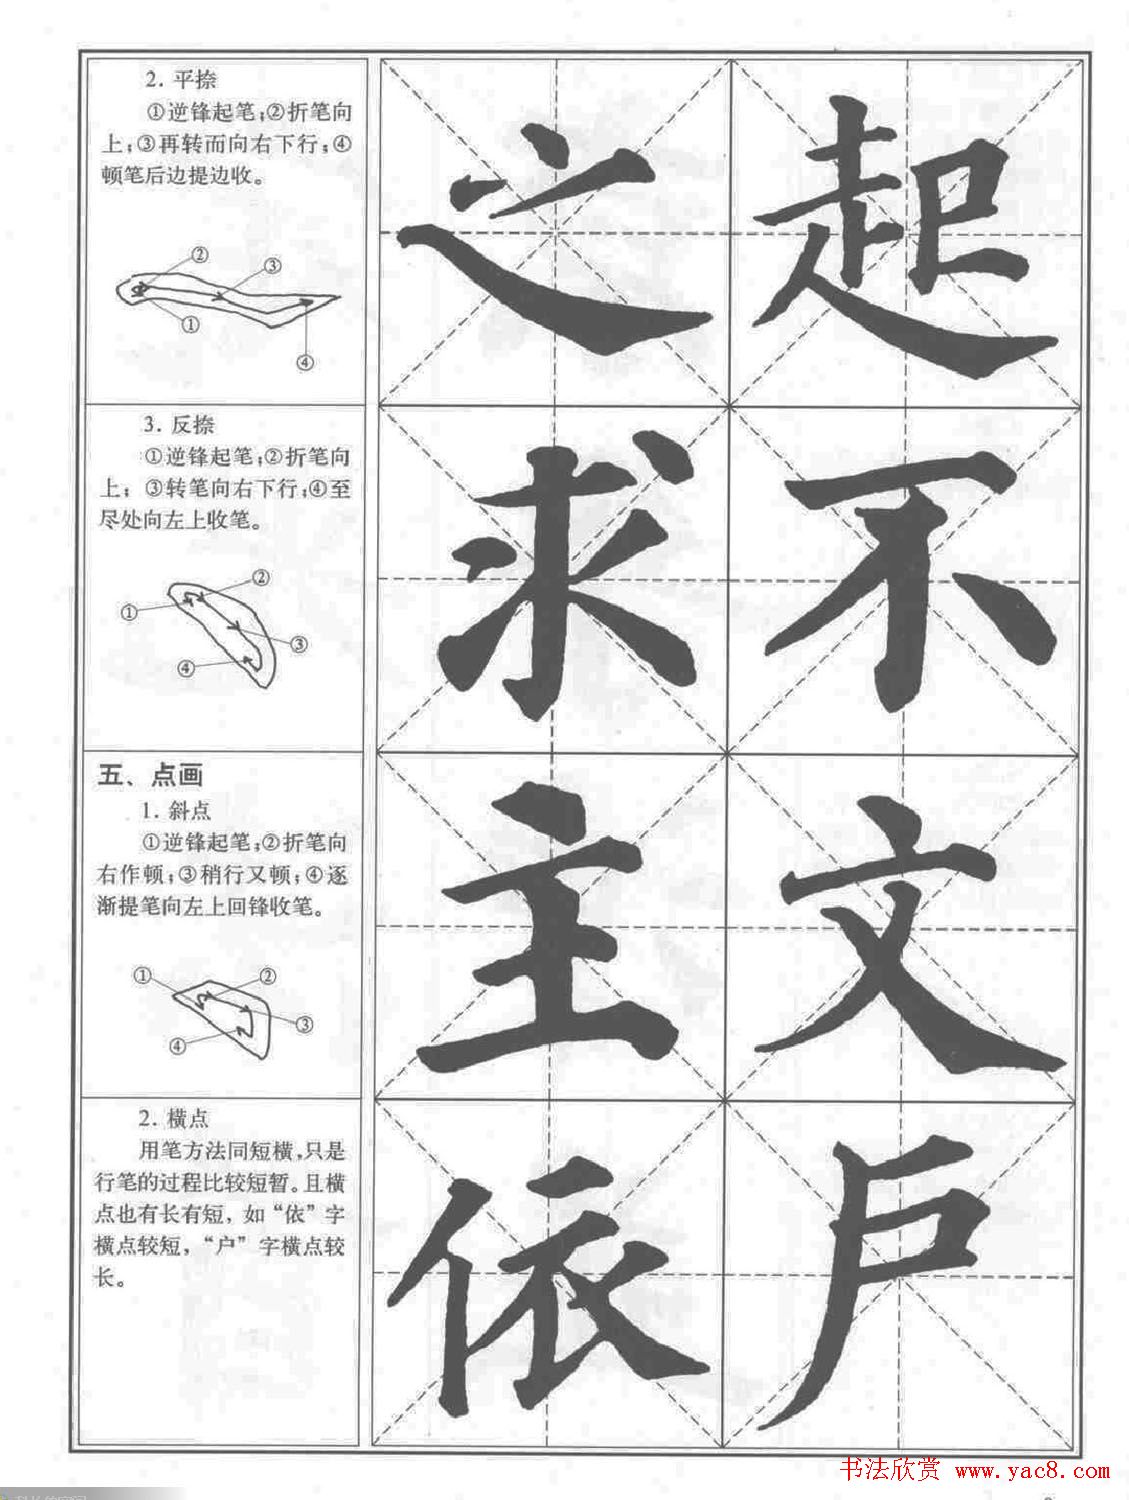 2. 平捺
①逆锋起笔;②折笔向
上;③再转而向右下行;④
顿笔后边提边收。
②
③
①
④
之 起
3. 反捺
①逆锋起笔;②折笔向
上; ③转笔向右下行;④至
尽处向左上收笔。
②
①
③
④
求 不
五、点画
1. 斜点
①逆锋起笔;②折笔向
右作顿;③稍行又顿;④逐
渐提笔向左上回锋收笔。
① ②
③
④
主 文
2. 横点
用笔方法同短横,只是
行笔的过程比较短暂。且横
点也有长有短, 如“依”字
横点较短, “户”字横点较
长。
依 户
书法欣赏 www.yac8.com